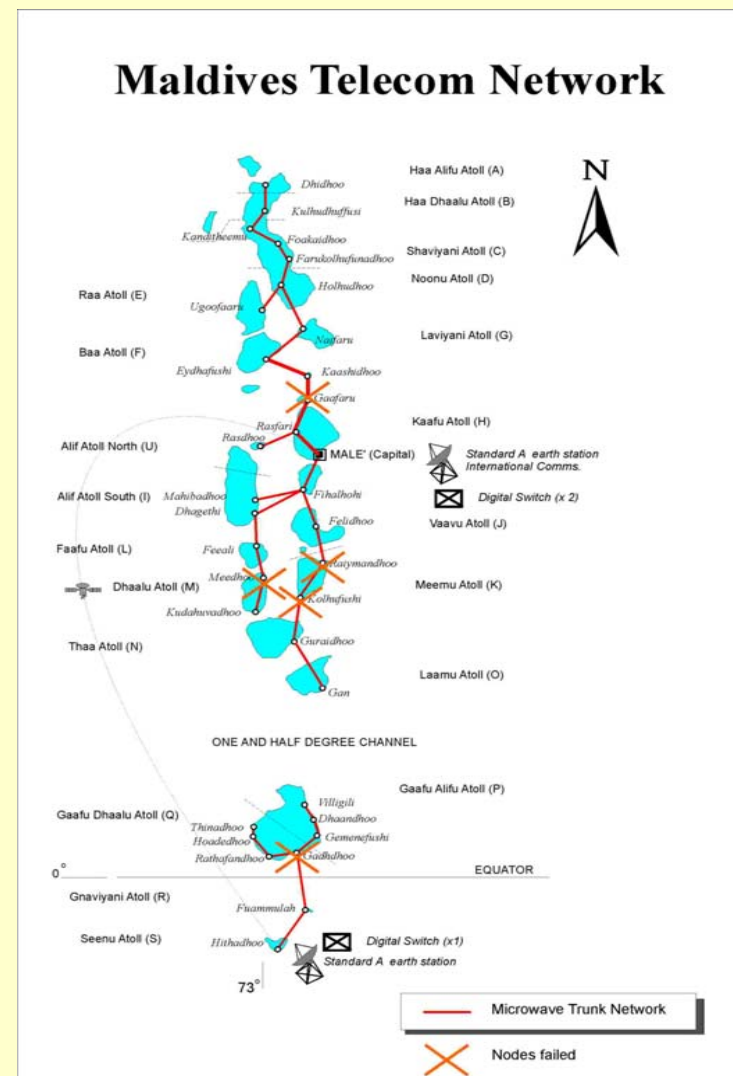 Maldives Telecom Network
N
Haa Alifu Atoll (A)
Dhidhoo
Haa Dhaalu Atoll (B)
Kulhudhuffusi
Kanditheemu
Foakaidhoo
Shaviyani Atoll (C)
Farukolhufunadhoo
Noonu Atoll (D)
Holhudhoo
Raa Atoll (E)
Ugoofaaru
Laviyani Atoll (G)
Naifaru
Baa Atoll (F)
Eydhafushi
Kaashidhoo
Gaafaru
Kaafu Atoll (H)
Rasfari
Rasdhoo
Alif Atoll North (U)
MALE' (Capital)
Standard A earth station
International Comms.
Fihalhohi
Alif Atoll South (I)
Mahibadhoo
Digital Switch (x 2)
Dhagethi
Felidhoo
Vaavu Atoll (J)
Faafu Atoll (L)
Feeali
Meedhoo
Dhaalu Atoll (M)
Meemu Atoll (K)
Kolhufushi
Kudahuvadhoo
Thaa Atoll (N)
Guraidhoo
Laamu Atoll (O)
Gan
ONE AND HALF DEGREE CHANNEL
Gaafu Alifu Atoll (P)
Villigili
Gaafu Dhaalu Atoll (Q)
Dhaandhoo
Thinadhoo
Gemenefushi
Hoadedhoo
Rathafandhoo
Gadhdhoo
0°
EQUATOR
Gnaviyani Atoll (R)
Fuammulah
Seenu Atoll (S)
Hithadhoo
Digital Switch (x1)
Standard A earth station
73°
Microwave Trunk Network
Nodes failed